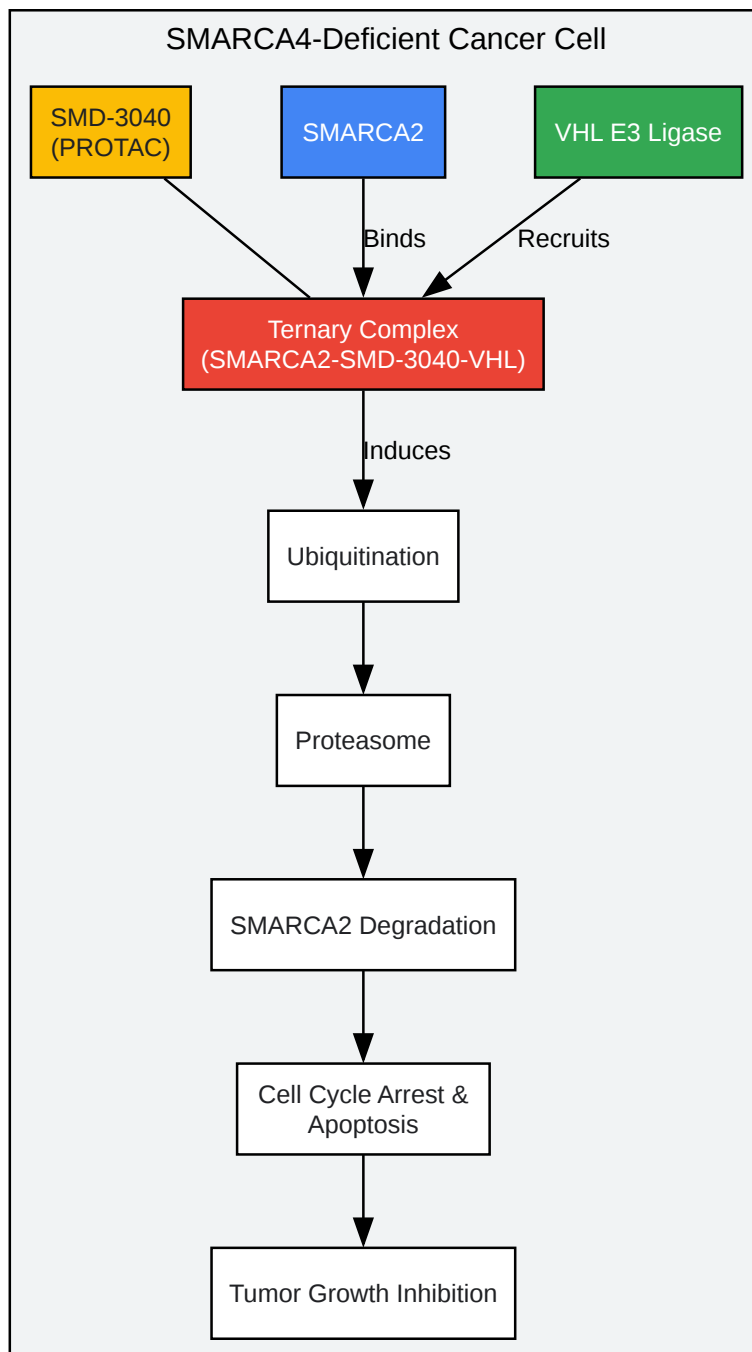 SMARCA4-Deficient Cancer Cell
SMD-3040
(PROTAC)
SMARCA2
VHL E3 Ligase
Binds
Recruits
Ternary Complex
(SMARCA2-SMD-3040-VHL)
Induces
Ubiquitination
Proteasome
SMARCA2 Degradation
Cell Cycle Arrest &
Apoptosis
Tumor Growth Inhibition